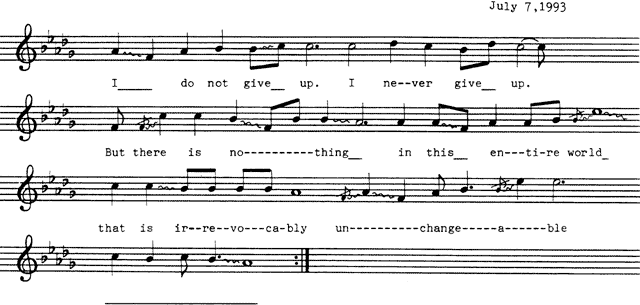 July 7,1993
I____ do not give__ up. I ne--ver give__ up.
But there is no----------thing__ in this__ en---ti-re world_
that is ir--re--vo---ca-bly un----------change-----a------ble